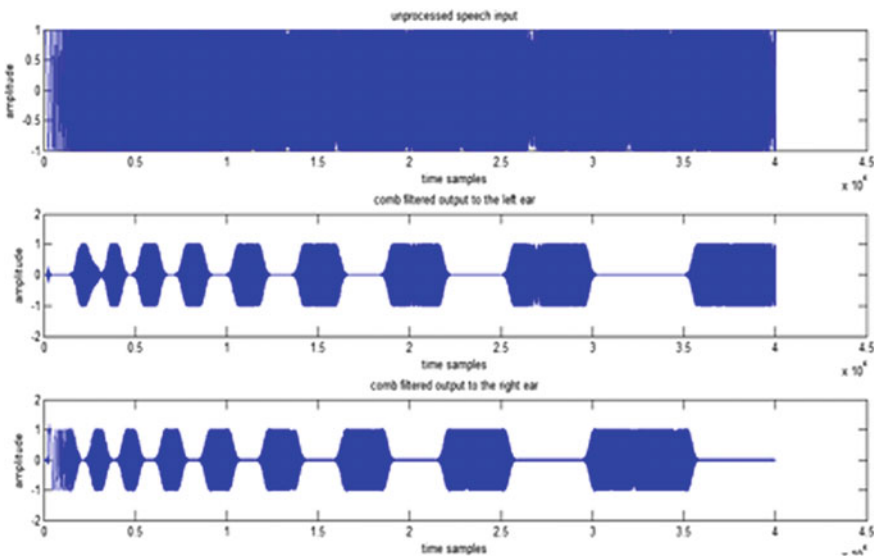 unprocessed speech input
1
0.5
0
-0.5
-1
amplitude
0 0.5 1 1.5 2 2.5 3 3.5 4 4.5
time samples
x 10^4
comb filtered output to the left ear
2
1
0
-1
-2
amplitude
0 0.5 1 1.5 2 2.5 3 3.5 4 4.5
time samples
x 10^4
comb filtered output to the right ear
2
1
0
-1
-2
amplitude
0 0.5 1 1.5 2 2.5 3 3.5 4 4.5
time samples